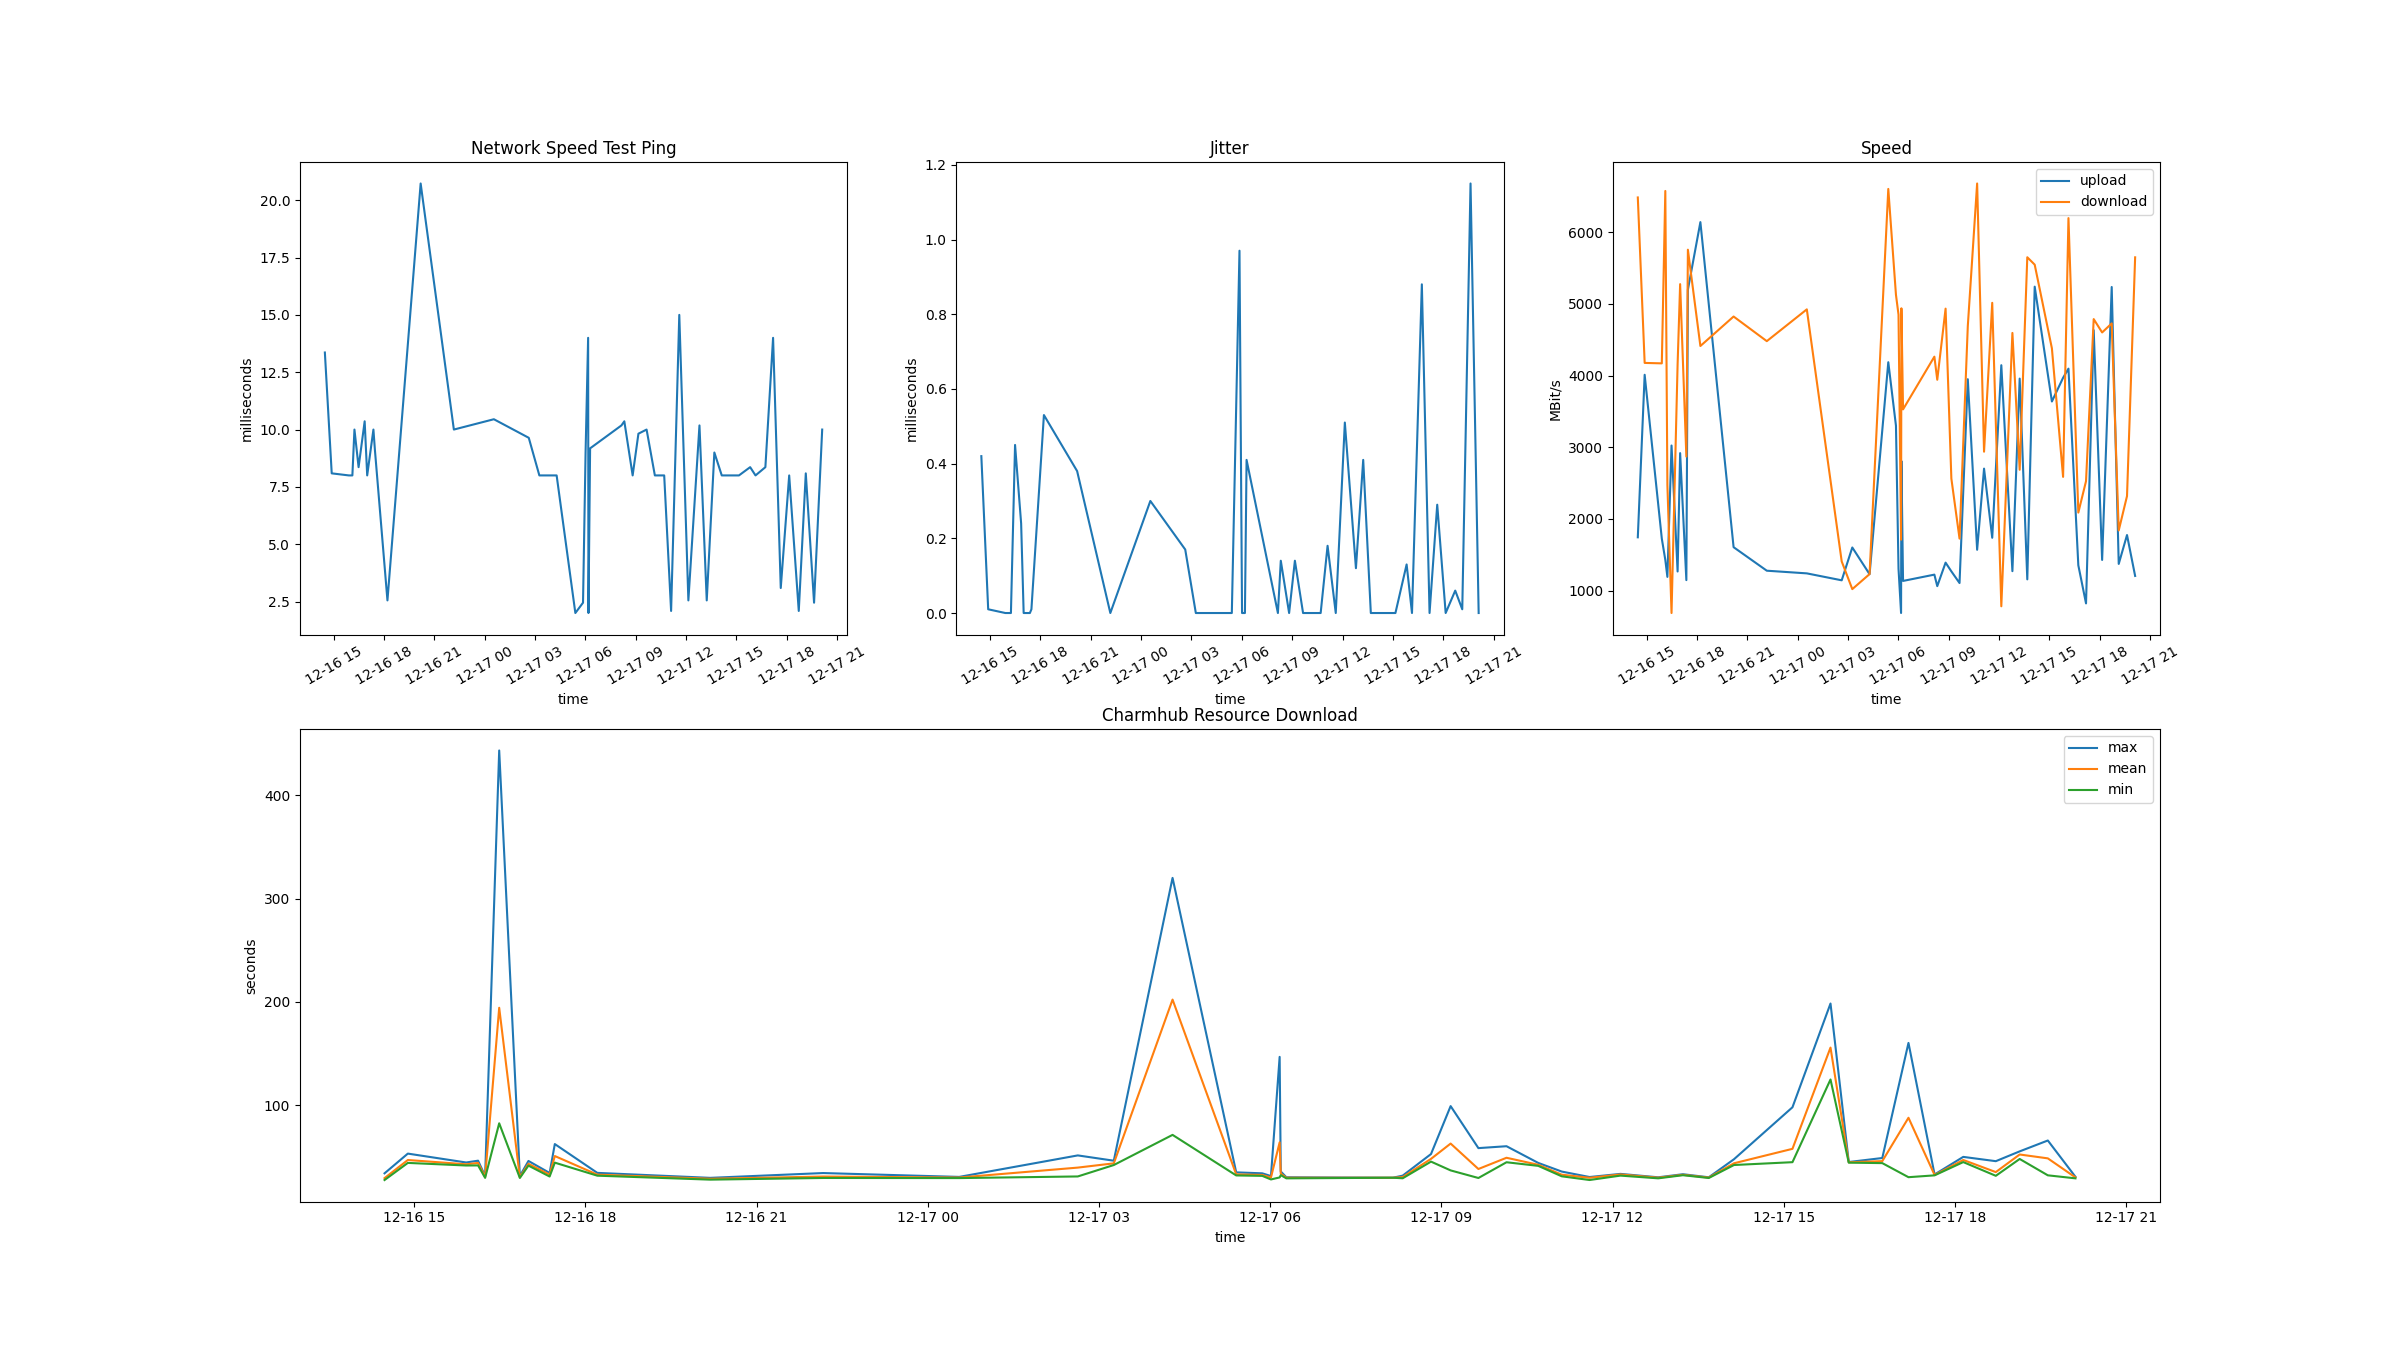 Network Speed Test Ping
milliseconds
20.0
17.5
15.0
12.5
10.0
7.5
5.0
2.5
12-16 15 12-16 18 12-16 21 12-17 00 12-17 03 12-17 06 12-17 09 12-17 12 12-17 15 12-17 18 12-17 21
time
Jitter
milliseconds
1.2
1.0
0.8
0.6
0.4
0.2
0.0
12-16 15 12-16 18 12-16 21 12-17 00 12-17 03 12-17 06 12-17 09 12-17 12 12-17 15 12-17 18 12-17 21
time
Speed
upload
download
MBit/s
6000
5000
4000
3000
2000
1000
12-16 15 12-16 18 12-16 21 12-17 00 12-17 03 12-17 06 12-17 09 12-17 12 12-17 15 12-17 18 12-17 21
time
Charmhub Resource Download
max
mean
min
seconds
400
300
200
100
12-16 15 12-16 18 12-16 21 12-17 00 12-17 03 12-17 06 12-17 09 12-17 12 12-17 15 12-17 18 12-17 21
time